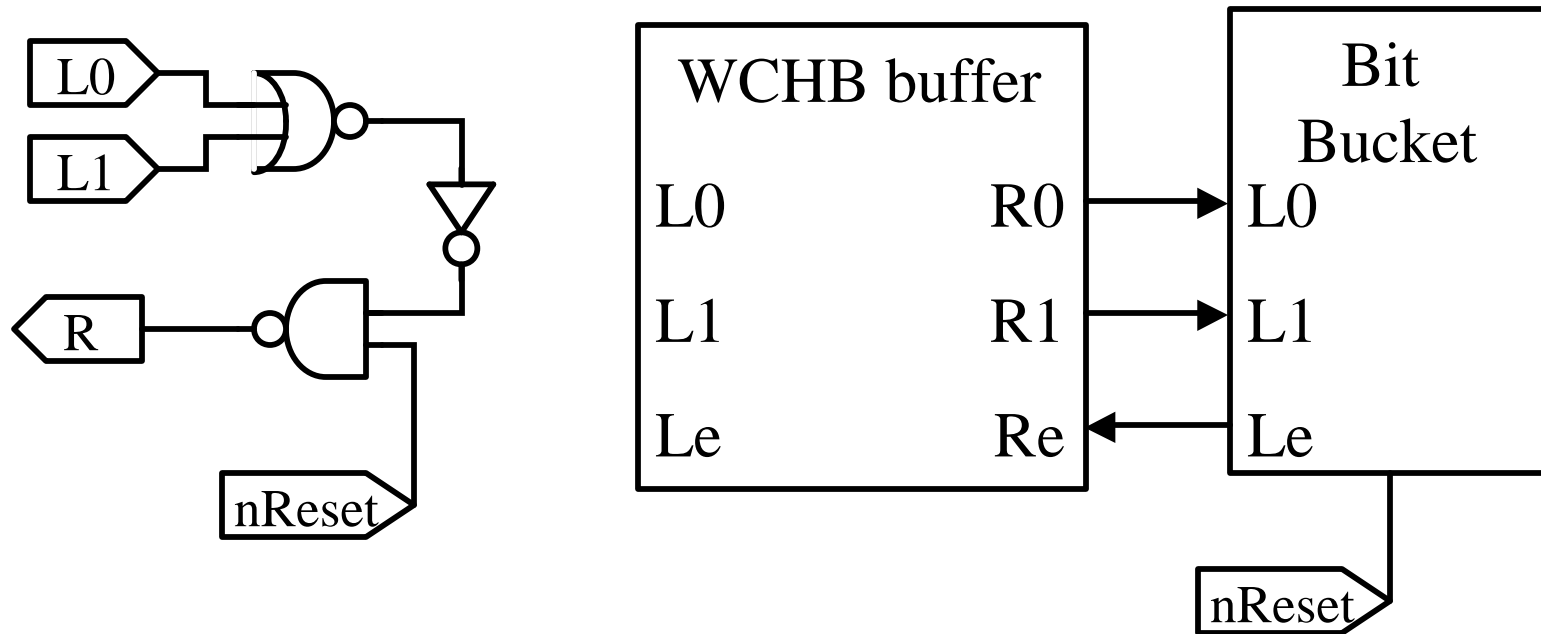 L0
L1
R
nReset
WCHB buffer
L0 R0
L1 R1
Le Re
Bit
Bucket
L0
L1
Le
nReset